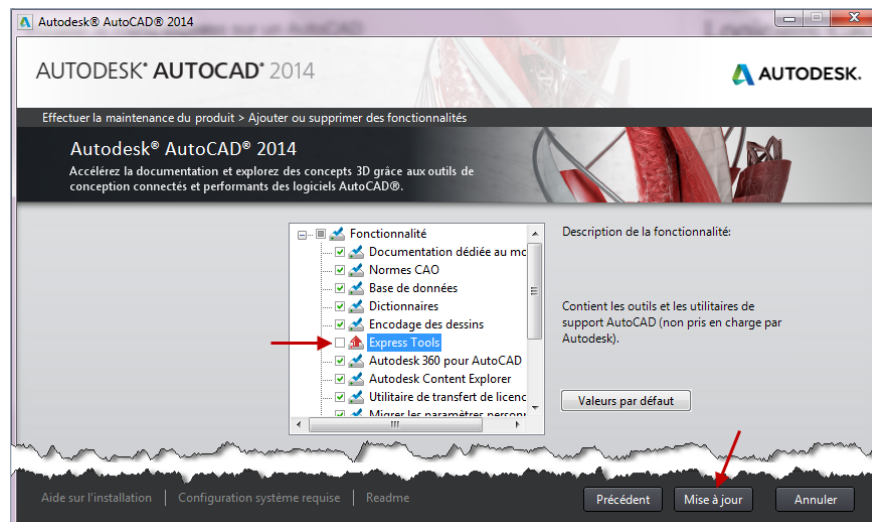 Autodesk® AutoCAD® 2014
AUTODESK® AUTOCAD® 2014
AUTODESK.
Effectuer la maintenance du produit > Ajouter ou supprimer des fonctionnalités
Autodesk® AutoCAD® 2014
Accélérez la documentation et explorez des concepts 3D grâce aux outils de
conception connectés et performants des logiciels AutoCAD®.
Fonctionnalité
Documentation dédiée au mo
Normes CAO
Base de données
Dictionnaires
Encodage des dessins
Express Tools
Autodesk 360 pour AutoCAD
Autodesk Content Explorer
Utilitaire de transfert de licenc
Migrer les paramètres personn
Description de la fonctionnalité:
Contient les outils et les utilitaires de
support AutoCAD (non pris en charge par
Autodesk).
Valeurs par défaut
Aide sur l'installation | Configuration système requise | Readme
Précédent
Mise à jour
Annuler